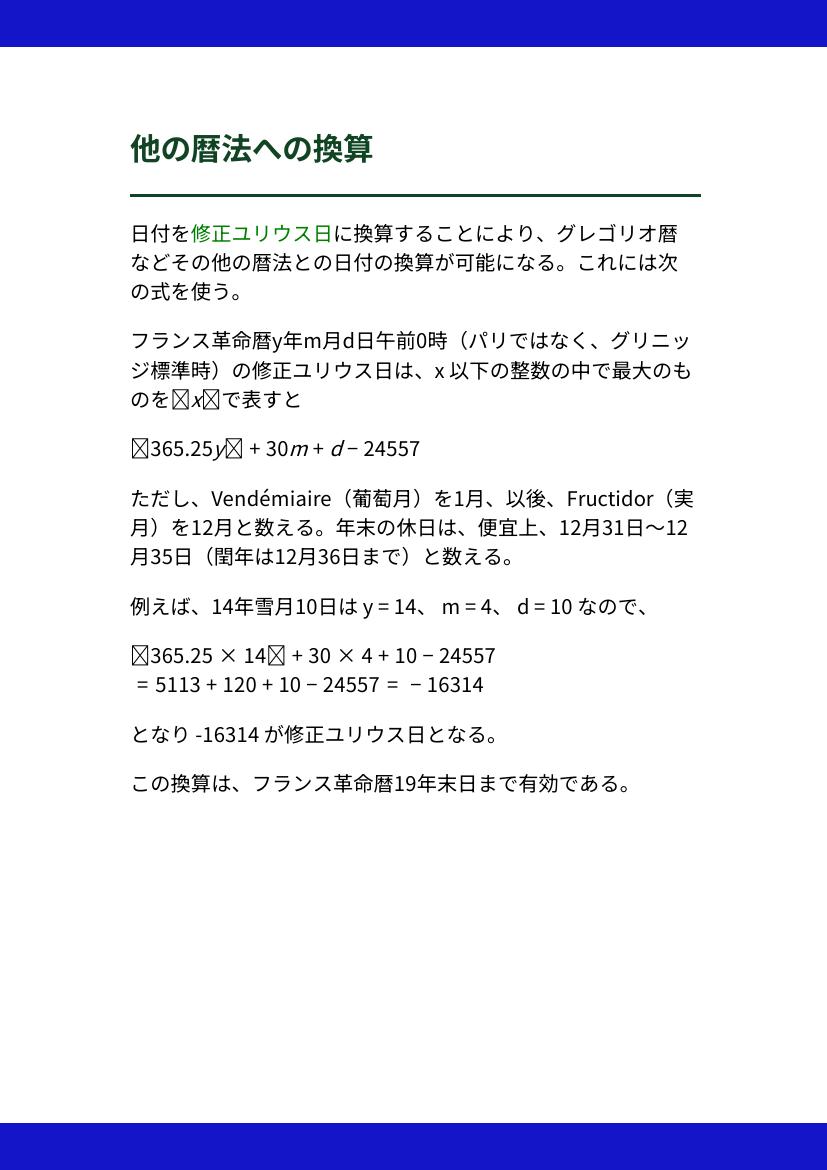 他の暦法への換算
日付を修正ユリウス日に換算することにより、グレゴリオ暦
などその他の暦法との日付の換算が可能になる。これには次
の式を使う。
フランス革命暦y年m月d日午前0時（パリではなく、グリニッ
ジ標準時）の修正ユリウス日は、x 以下の整数の中で最大のも
のを□x□で表すと
□365.25y□ + 30m + d − 24557
ただし、Vendémiaire（葡萄月）を1月、以後、Fructidor（実
月）を12月と数える。年末の休日は、便宜上、12月31日〜12
月35日（閏年は12月36日まで）と数える。
例えば、14年雪月10日は y = 14、 m = 4、 d = 10 なので、
□365.25 × 14□ + 30 × 4 + 10 − 24557
= 5113 + 120 + 10 − 24557 = − 16314
となり -16314 が修正ユリウス日となる。
この換算は、フランス革命暦19年末日まで有効である。